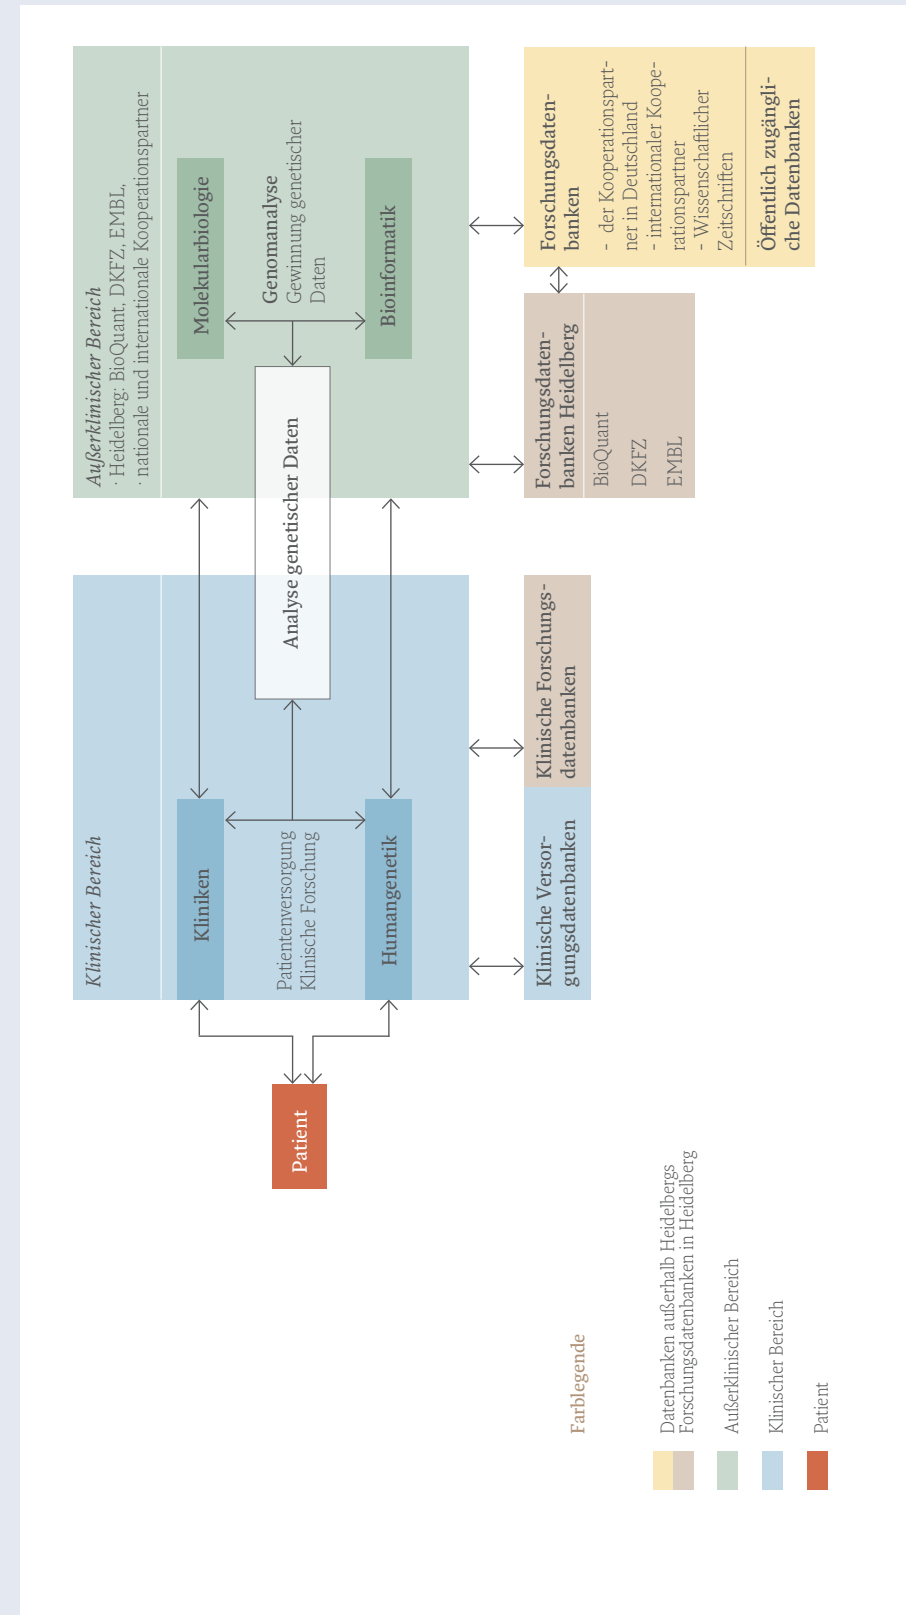 Patient
Klinischer Bereich
Kliniken
Patientenversorgung
Klinische Forschung
Humangenetik
Analyse genetischer Daten
Außerklinischer Bereich
· Heidelberg: BioQuant, DKFZ, EMBL,
· nationale und internationale Kooperationspartner
Molekularbiologie
Genomanalyse
Gewinnung genetischer
Daten
Bioinformatik
Klinische Versor-
gungsdatenbanken
Klinische Forschungs-
datenbanken
Forschungsdaten-
banken Heidelberg
BioQuant
DKFZ
EMBL
Forschungsdaten-
banken
- der Kooperationspart-
ner in Deutschland
- internationaler Koope-
rationspartner
- Wissenschaftlicher
Zeitschriften
Öffentlich zugängli-
che Datenbanken
Farblegende
Datenbanken außerhalb Heidelbergs
Forschungsdatenbanken in Heidelberg
Außerklinischer Bereich
Klinischer Bereich
Patient